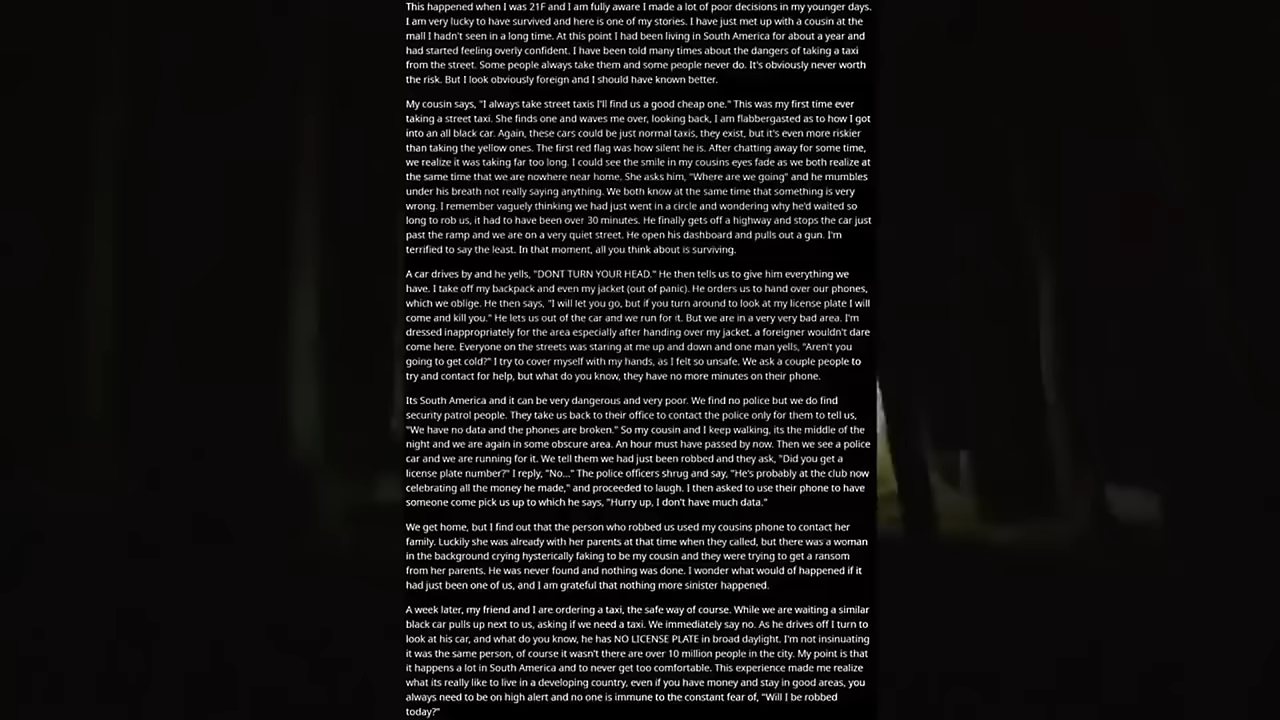 This happened when I was 21F and I am fully aware I made a lot of poor decisions in my younger days.
I am very lucky to have survived and here is one of my stories. I have just met up with a cousin at the
mall I hadn't seen in a long time. At this point I had been living in South America for about a year and
had started feeling overly confident. I have been told many times about the dangers of taking a taxi
from the street. Some people always take them and some people never do. It's obviously never worth
the risk. But I look obviously foreign and I should have known better.
My cousin says, "I always take street taxis I'll find us a good cheap one." This was my first time ever
taking a street taxi. She finds one and waves me over, looking back, I am flabbergasted as to how I got
into an all black car. Again, these cars could be just normal taxis, they exist, but it's even more riskier
than taking the yellow ones. The first red flag was how silent he is. After chatting away for some time,
we realize it was taking far too long. I could see the smile in my cousins eyes fade as we both realize at
the same time that we are nowhere near home. She asks him, "Where are we going" and he mumbles
under his breath not really saying anything. We both know at the same time that something is very
wrong. I remember vaguely thinking we had just went in a circle and wondering why he'd waited so
long to rob us, it had to have been over 30 minutes. He finally gets off a highway and stops the car just
past the ramp and we are on a very quiet street. He open his dashboard and pulls out a gun. I'm
terrified to say the least. In that moment, all you think about is surviving.
A car drives by and he yells, "DONT TURN YOUR HEAD." He then tells us to give him everything we
have. I take off my backpack and even my jacket (out of panic). He orders us to hand over our phones,
which we oblige. He then says, "I will let you go, but if you turn around to look at my license plate I will
come and kill you." He lets us out of the car and we run for it. But we are in a very very bad area. I'm
dressed inappropriately for the area especially after handing over my jacket. a foreigner wouldn't dare
come here. Everyone on the streets was staring at me up and down and one man yells, "Aren't you
going to get cold?" I try to cover myself with my hands, as I felt so unsafe. We ask a couple people to
try and contact for help, but what do you know, they have no more minutes on their phone.
Its South America and it can be very dangerous and very poor. We find no police but we do find
security patrol people. They take us back to their office to contact the police only for them to tell us,
"We have no data and the phones are broken." So my cousin and I keep walking, its the middle of the
night and we are again in some obscure area. An hour must have passed by now. Then we see a police
car and we are running for it. We tell them we had just been robbed and they ask, "Did you get a
license plate number?" I reply, "No..." The police officers shrug and say, "He's probably at the club now
celebrating all the money he made," and proceeded to laugh. I then asked to use their phone to have
someone come pick us up to which he says, "Hurry up, I don't have much data."
We get home, but I find out that the person who robbed us used my cousins phone to contact her
family. Luckily she was already with her parents at that time when they called, but there was a woman
in the background crying hysterically faking to be my cousin and they were trying to get a ransom
from her parents. He was never found and nothing was done. I wonder what would of happened if it
had just been one of us, and I am grateful that nothing more sinister happened.
A week later, my friend and I are ordering a taxi, the safe way of course. While we are waiting a similar
black car pulls up next to us, asking if we need a taxi. We immediately say no. As he drives off I turn to
look at his car, and what do you know, he has NO LICENSE PLATE in broad daylight. I'm not insinuating
it was the same person, of course it wasn't there are over 10 million people in the city. My point is that
it happens a lot in South America and to never get too comfortable. This experience made me realize
what its really like to live in a developing country, even if you have money and stay in good areas, you
always need to be on high alert and no one is immune to the constant fear of, "Will I be robbed
today?"